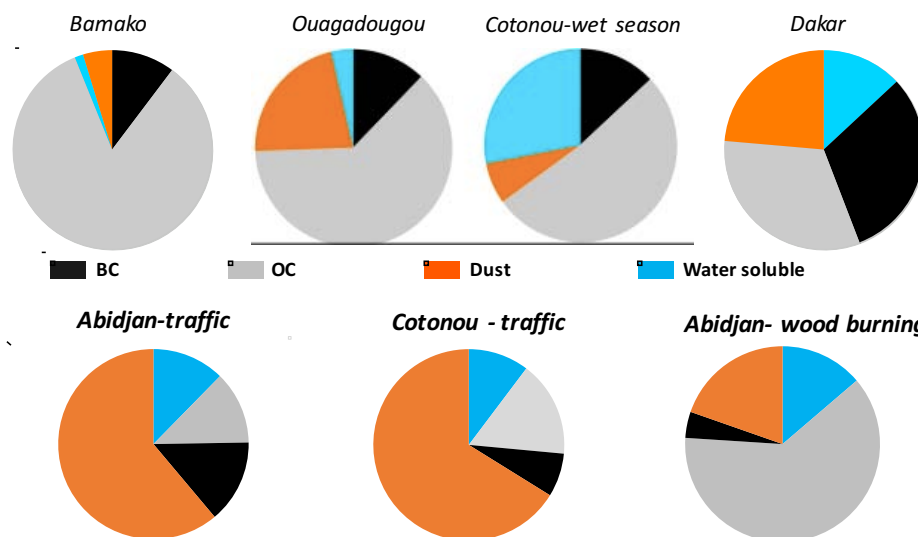 Bamako
Ouagadougou
Cotonou-wet season
Dakar
BC
OC
Dust
Water soluble
Abidjan-traffic
Cotonou - traffic
Abidjan- wood burning